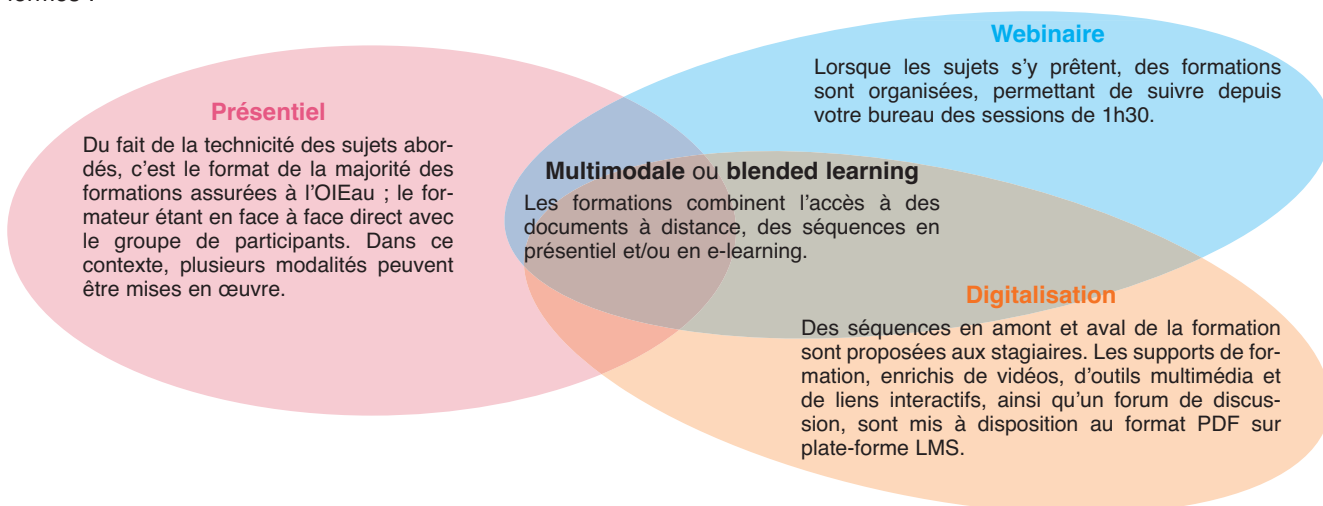 Présentiel
Du fait de la technicité des sujets abor-
dés, c’est le format de la majorité des
formations assurées à l’OIEau ; le for-
mateur étant en face à face direct avec
le groupe de participants. Dans ce
contexte, plusieurs modalités peuvent
être mises en œuvre.
Webinaire
Lorsque les sujets s’y prêtent, des formations
sont organisées, permettant de suivre depuis
votre bureau des sessions de 1h30.
Multimodale ou blended learning
Les formations combinent l’accès à des
documents à distance, des séquences en
présentiel et/ou en e-learning.
Digitalisation
Des séquences en amont et aval de la formation
sont proposées aux stagiaires. Les supports de for-
mation, enrichis de vidéos, d’outils multimédia et
de liens interactifs, ainsi qu’un forum de discus-
sion, sont mis à disposition au format PDF sur
plate-forme LMS.